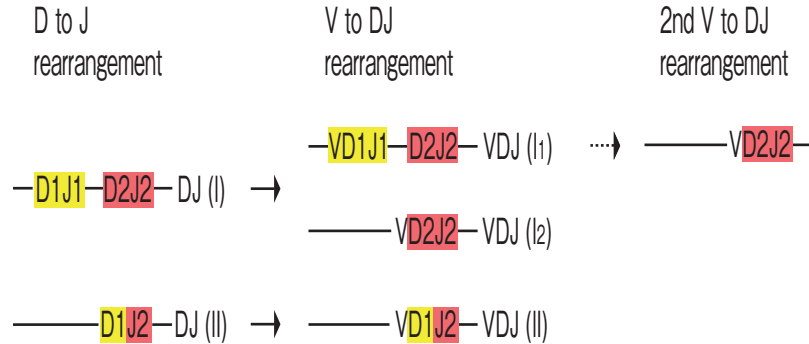 D to J
rearrangement
V to DJ
rearrangement
2nd V to DJ
rearrangement
VD1J1 D2J2 VDJ (I1)
VD2J2
D1J1 D2J2 DJ (I)
VD2J2 VDJ (I2)
D1J2 DJ (II)
VD1J2 VDJ (II)